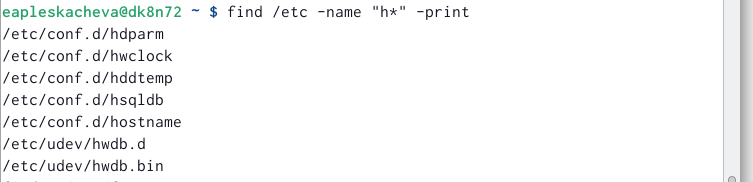 eapleskacheva@dk8n72 ~ $ find /etc -name "h*" -print
/etc/conf.d/hdparm
/etc/conf.d/hwclock
/etc/conf.d/hddtemp
/etc/conf.d/hsqldb
/etc/conf.d/hostname
/etc/udev/hwdb.d
/etc/udev/hwdb.bin